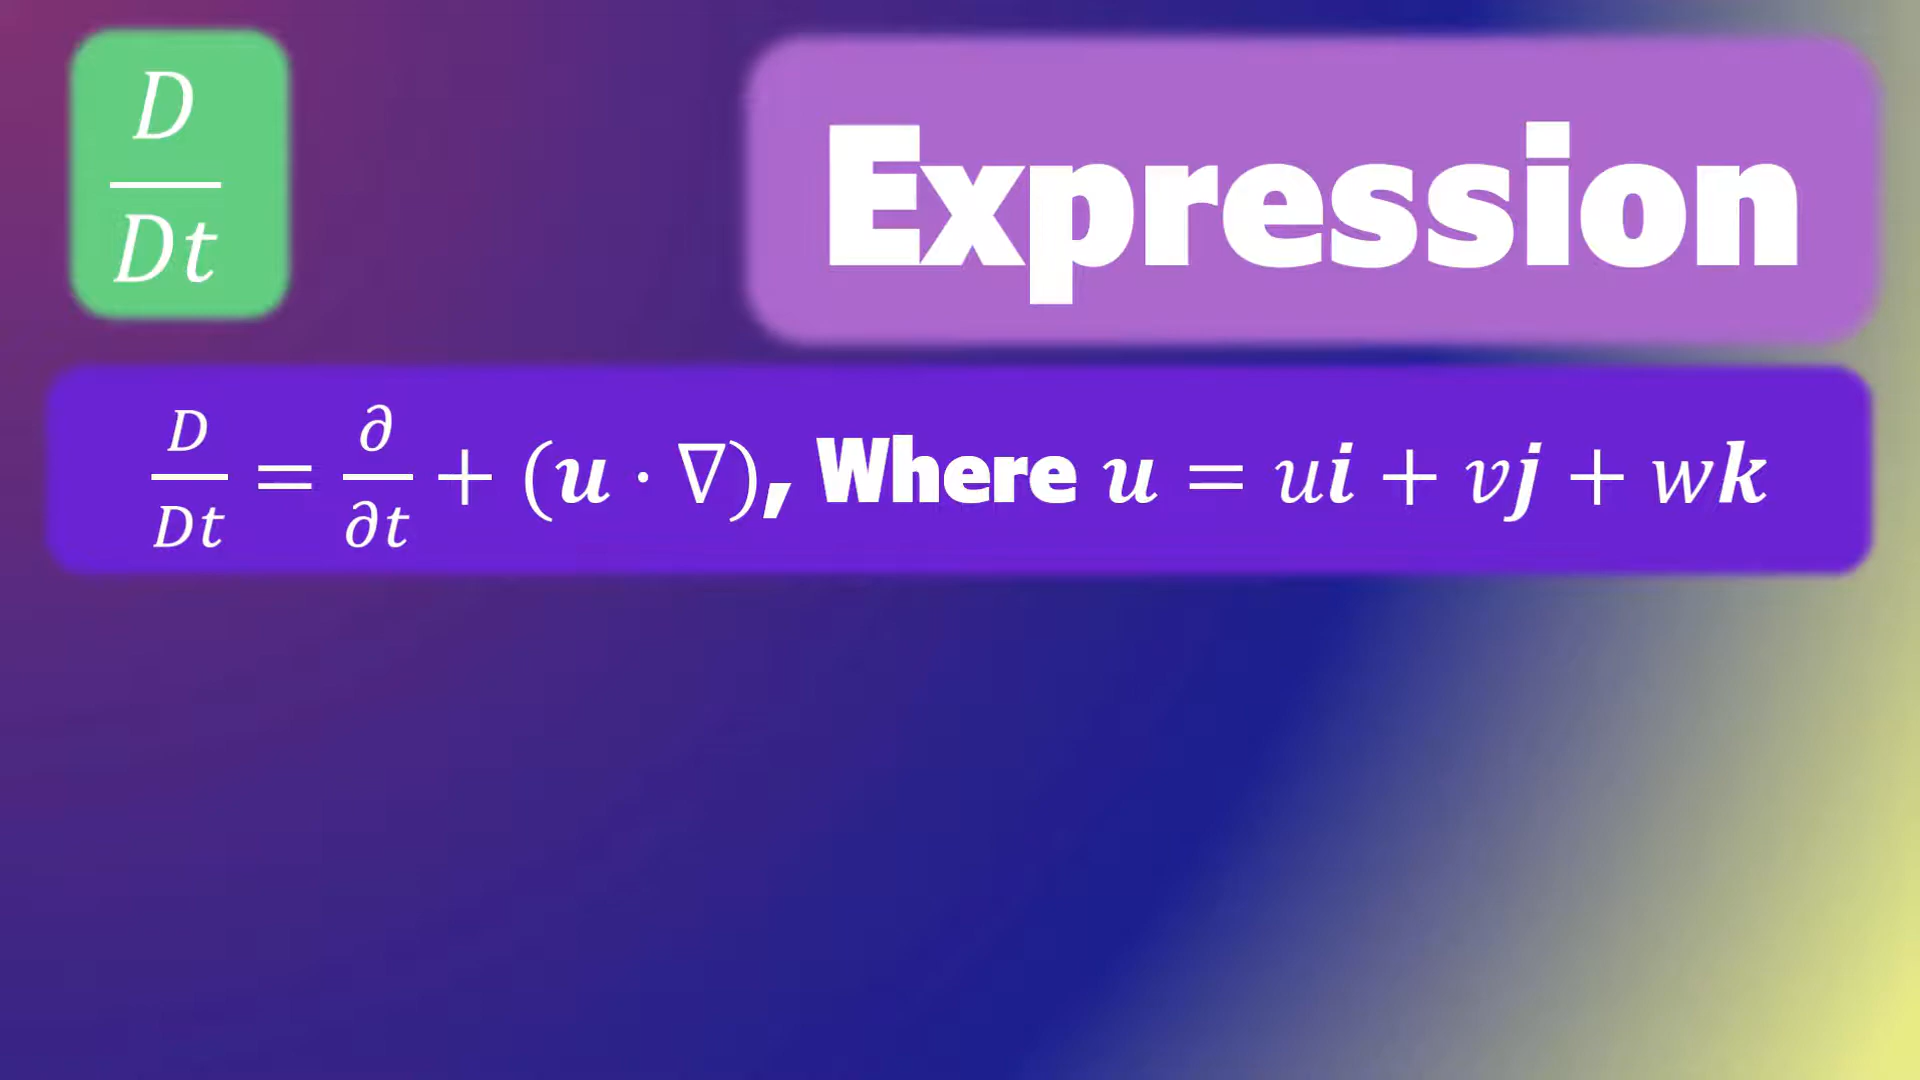 D/Dt
Expression
D/Dt = ∂/∂t + (u · ∇), Where u = ui + vj + wk